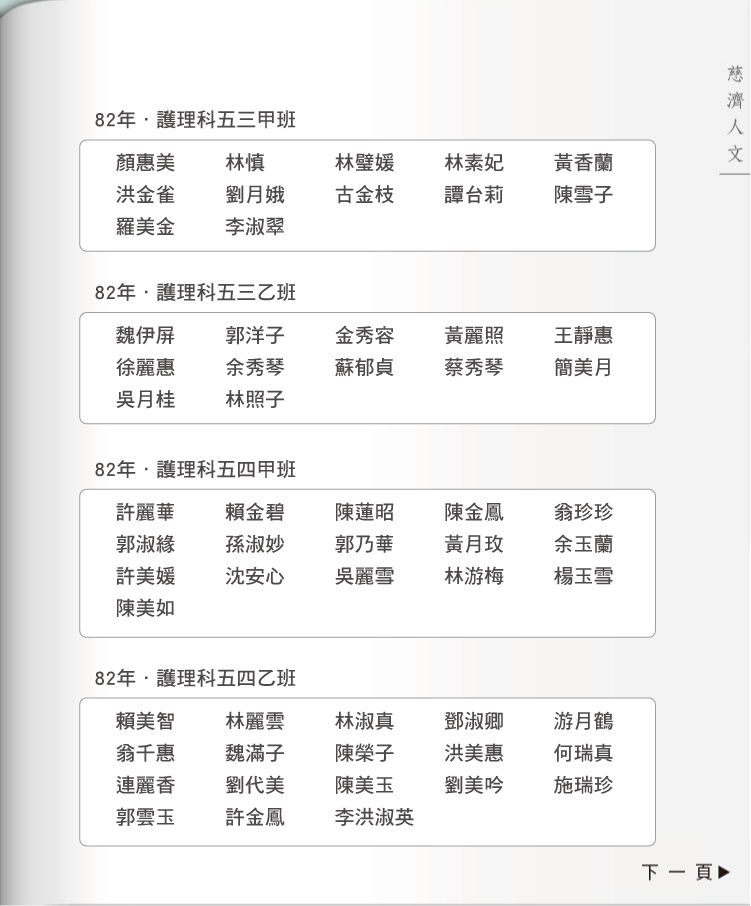 慈濟人文
82年．護理科五三甲班
顏惠美 林慎 林璧媛 林素妃 黃香蘭
洪金雀 劉月娥 古金枝 譚台莉 陳雪子
羅美金 李淑翠
82年．護理科五三乙班
魏伊屏 郭洋子 金秀容 黃麗照 王靜惠
徐麗惠 余秀琴 蘇郁貞 蔡秀琴 簡美月
吳月桂 林照子
82年．護理科五四甲班
許麗華 賴金碧 陳蓮昭 陳金鳳 翁珍珍
郭淑緣 孫淑妙 郭乃華 黃月玫 余玉蘭
許美媛 沈安心 吳麗雪 林游梅 楊玉雪
陳美如
82年．護理科五四乙班
賴美智 林麗雲 林淑真 鄧淑卿 游月鶴
翁千惠 魏滿子 陳榮子 洪美惠 何瑞真
連麗香 劉代美 陳美玉 劉美吟 施瑞珍
郭雲玉 許金鳳 李洪淑英
下一頁▶